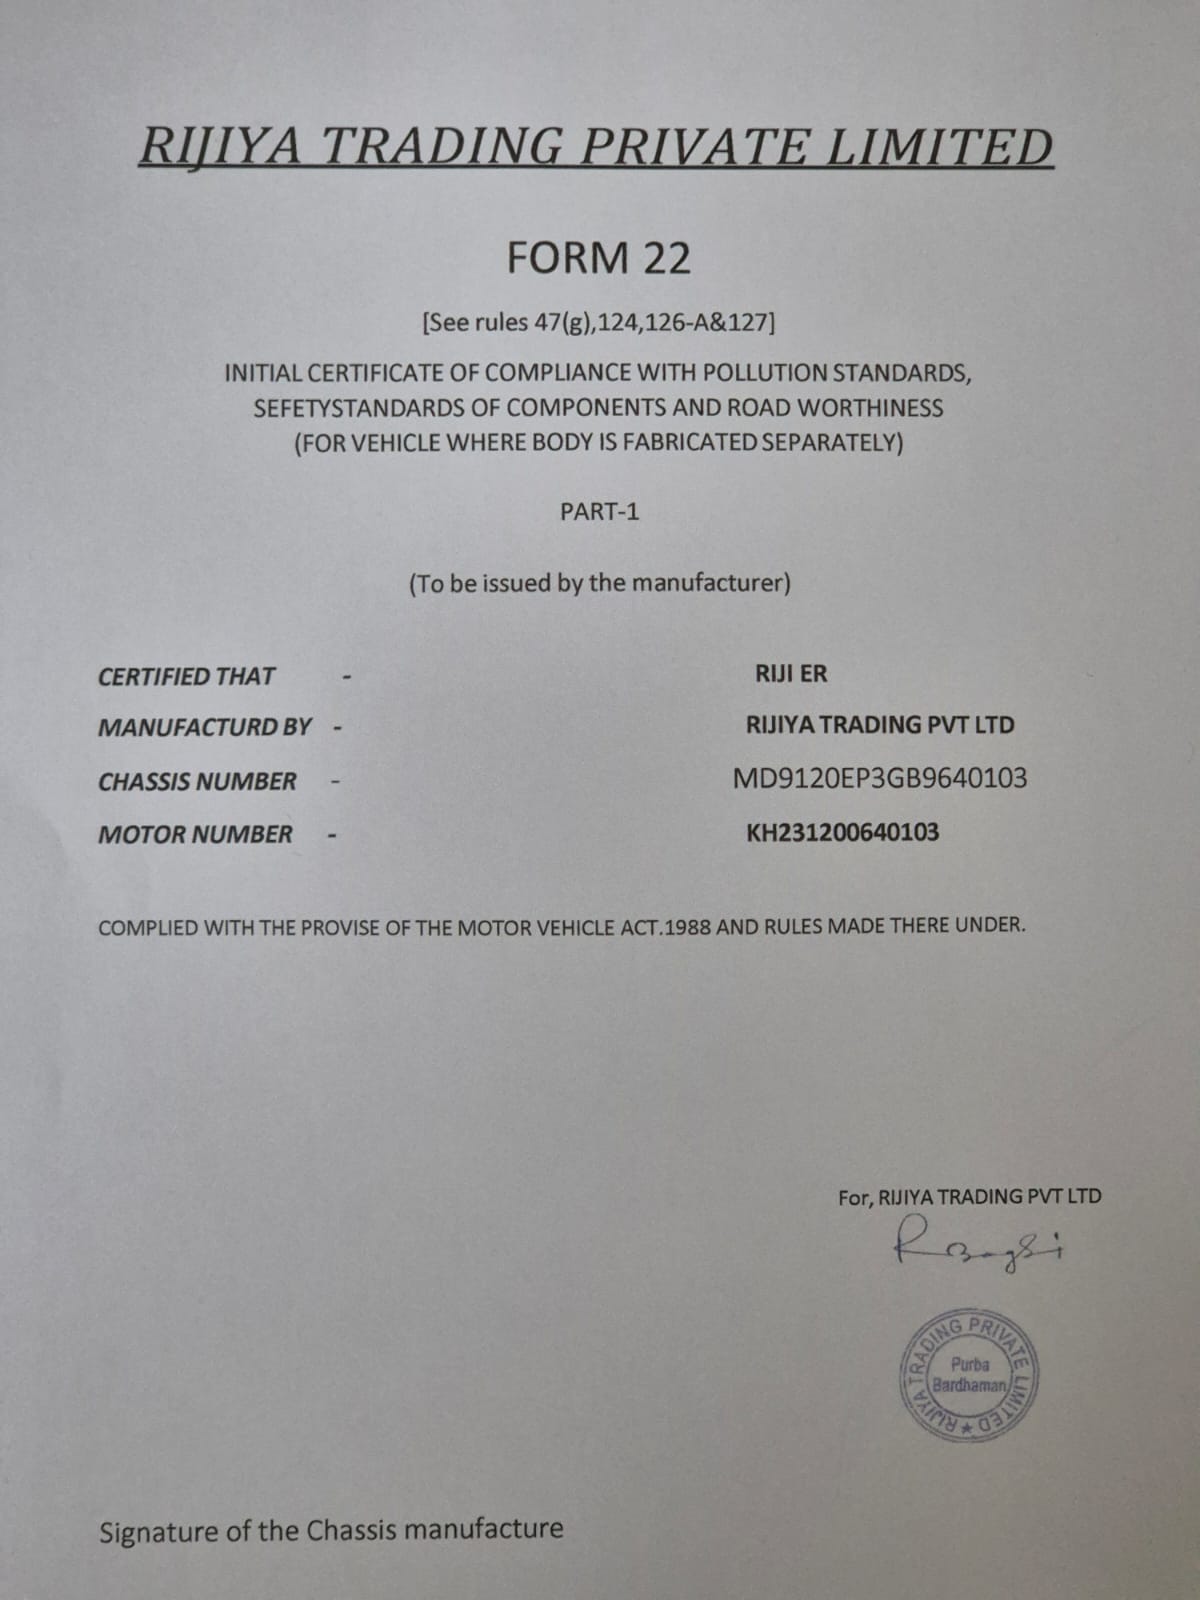 RIJIYA TRADING PRIVATE LIMITED
FORM 22
[See rules 47(g),124,126-A&127]
INITIAL CERTIFICATE OF COMPLIANCE WITH POLLUTION STANDARDS,
SEFETYSTANDARDS OF COMPONENTS AND ROAD WORTHINESS
(FOR VEHICLE WHERE BODY IS FABRICATED SEPARATELY)
PART-1
(To be issued by the manufacturer)
CERTIFIED THAT - RIJI ER
MANUFACTURD BY - RIJIYA TRADING PVT LTD
CHASSIS NUMBER - MD9120EP3GB9640103
MOTOR NUMBER - KH231200640103
COMPLIED WITH THE PROVISE OF THE MOTOR VEHICLE ACT.1988 AND RULES MADE THERE UNDER.
For, RIJIYA TRADING PVT LTD
RIJIYA TRADING PRIVATE LIMITED ★
Purba
Bardhaman
Signature of the Chassis manufacture